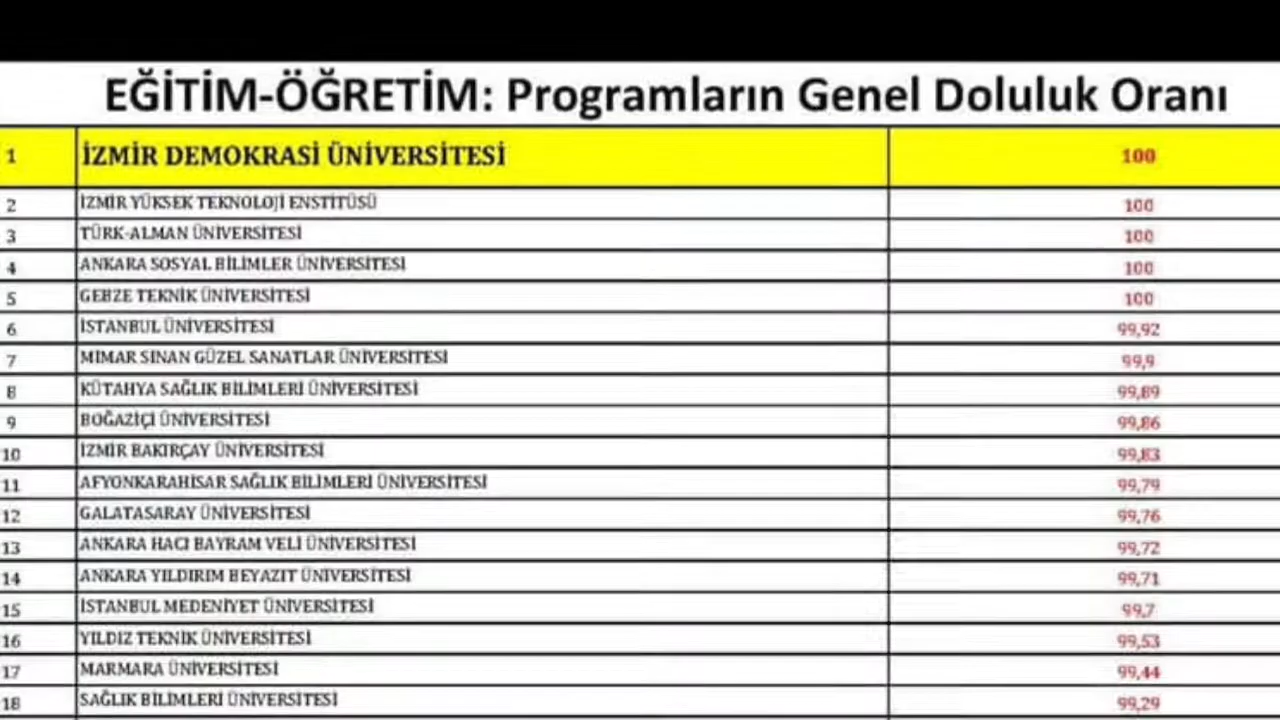 EĞİTİM-ÖĞRETİM: Programların Genel Doluluk Oranı
1 İZMİR DEMOKRASİ ÜNİVERSİTESİ 100
2 İZMİR YÜKSEK TEKNOLOJİ ENSTİTÜSÜ 100
3 TÜRK-ALMAN ÜNİVERSİTESİ 100
4 ANKARA SOSYAL BİLİMLER ÜNİVERSİTESİ 100
5 GEBZE TEKNİK ÜNİVERSİTESİ 100
6 İSTANBUL ÜNİVERSİTESİ 99,92
7 MİMAR SİNAN GÜZEL SANATLAR ÜNİVERSİTESİ 99,9
8 KÜTAHYA SAĞLIK BİLİMLERİ ÜNİVERSİTESİ 99,89
9 BOĞAZİÇİ ÜNİVERSİTESİ 99,86
10 İZMİR BAKIRÇAY ÜNİVERSİTESİ 99,83
11 AFYONKARAHİSAR SAĞLIK BİLİMLERİ ÜNİVERSİTESİ 99,79
12 GALATASARAY ÜNİVERSİTESİ 99,76
13 ANKARA HACI BAYRAM VELİ ÜNİVERSİTESİ 99,72
14 ANKARA YILDIRIM BEYAZIT ÜNİVERSİTESİ 99,71
15 İSTANBUL MEDENİYET ÜNİVERSİTESİ 99,7
16 YILDIZ TEKNİK ÜNİVERSİTESİ 99,53
17 MARMARA ÜNİVERSİTESİ 99,44
18 SAĞLIK BİLİMLERİ ÜNİVERSİTESİ 99,29